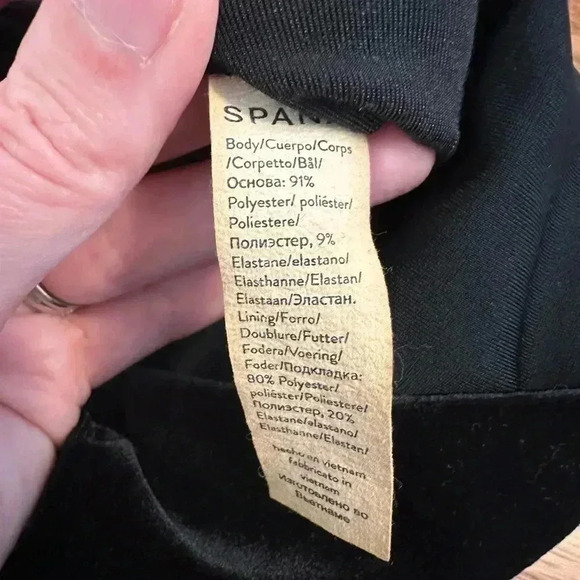 SPAN
Body/Cuerpo/Corps
/Corpetto/Bål/
Основа: 91%
Polyester/ poliéster/
Poliestere/
Полиэстер, 9%
Elastane/elastano/
Elasthanne/Elastan/
Elastaan/Эластан.
Lining/Forro/
Doublure/Futter/
Fodera/Voering/
Foder/Подкладка:
80% Polyester/
poliéster/Poliestere/
Полиэстер, 20%
Elastane/elastano/
Elasthanne/Elastan/
hecho en vietnam
fabbricato in
vietnam
Изготовлено во
Вьетнаме